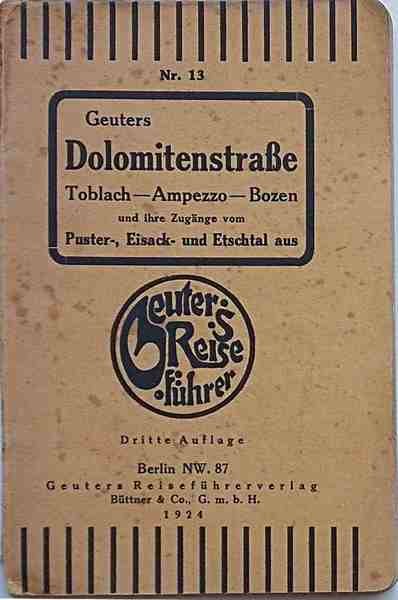 Nr. 13
Geuters
Dolomitenstraße
Toblach—Ampezzo—Bozen
und ihre Zugänge vom
Puster-, Eisack- und Etschtal aus
Geuter's
Reise
führer
Dritte Auflage
Berlin NW. 87
Geuters Reiseführerverlag
Büttner & Co., G. m. b. H.
1924